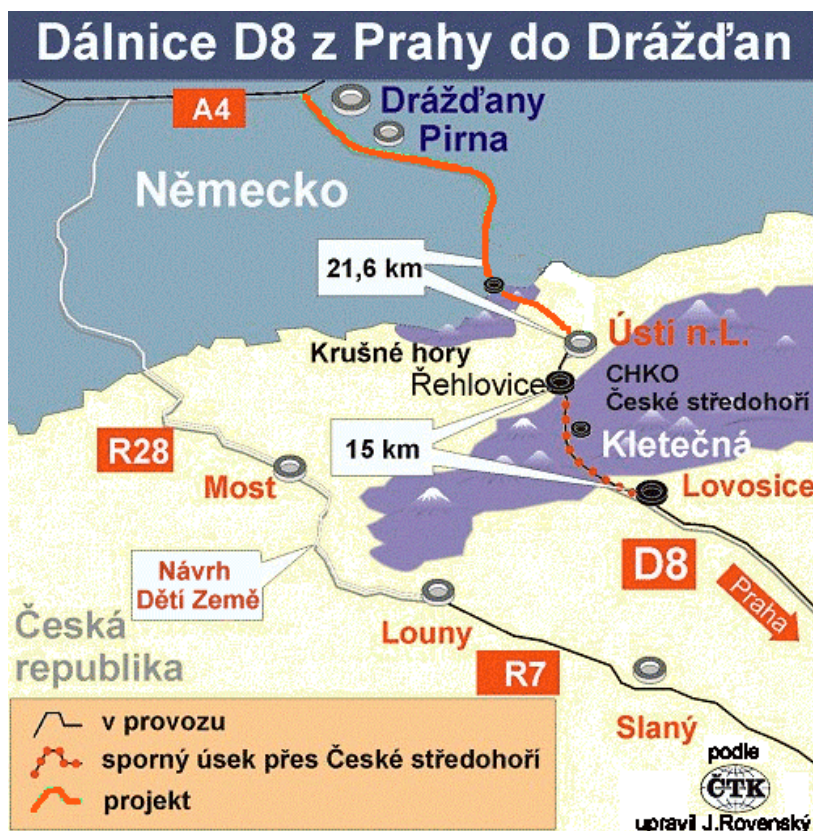 Dálnice D8 z Prahy do Drážďan
A4
Drážďany
Pirna
Německo
21,6 km
Ústí n.L.
Krušné hory
Řehlovice
CHKO
České středohoří
15 km
Kletečná
R28
Most
Lovosice
Návrh
Dětí Země
D8
Praha
Česká
republika
Louny
R7
Slaný
v provozu
sporný úsek přes České středohoří
projekt
podle
ČTK
upravil J.Rovenský